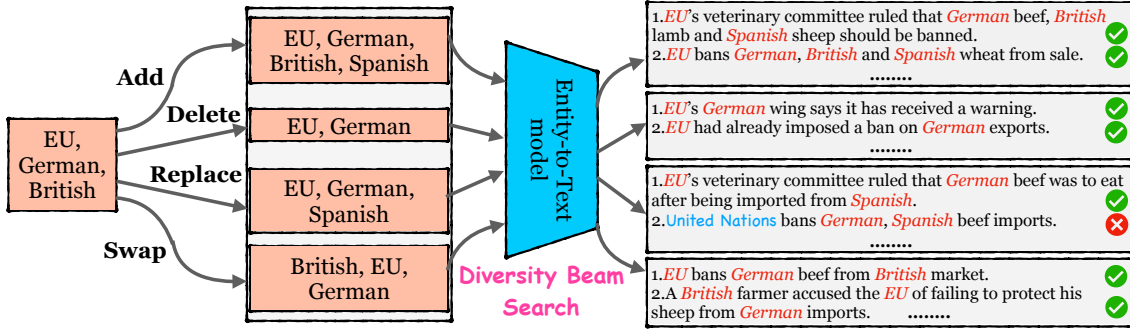 EU,
German,
British
Add
Delete
Replace
Swap
EU, German,
British, Spanish
EU, German
EU, German,
Spanish
British, EU,
German
Entity-to-Text
model
Diversity Beam
Search
1.EU's veterinary committee ruled that German beef, British
lamb and Spanish sheep should be banned.
2.EU bans German, British and Spanish wheat from sale.
........
1.EU's German wing says it has received a warning.
2.EU had already imposed a ban on German exports.
........
1.EU's veterinary committee ruled that German beef was to eat
after being imported from Spanish.
2.United Nations bans German, Spanish beef imports.
........
1.EU bans German beef from British market.
2.A British farmer accused the EU of failing to protect his
sheep from German imports. ........